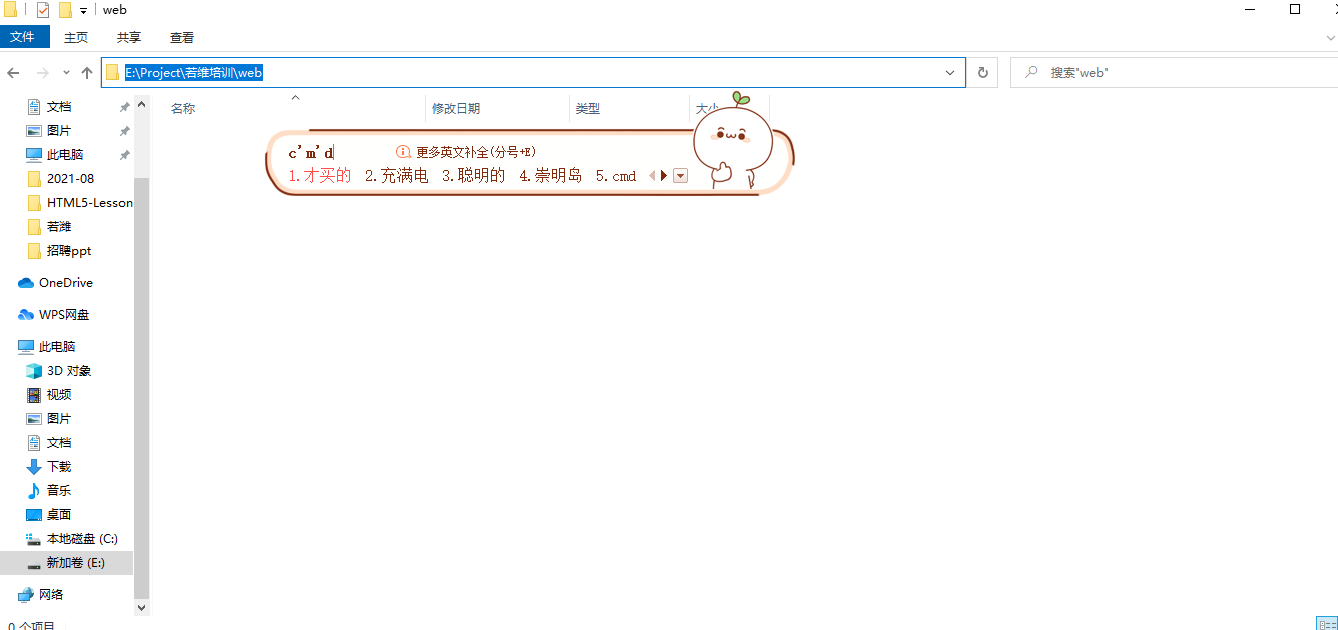 web
文件 主页 共享 查看
E:\Project\若维培训\web
搜索"web"
名称 修改日期 类型 大小
c'm'd 更多英文补全(分号+E)
1.才买的 2.充满电 3.聪明的 4.崇明岛 5.cmd
文档
图片
此电脑
2021-08
HTML5-Lesson
若潍
招聘ppt
OneDrive
WPS网盘
此电脑
3D 对象
视频
图片
文档
下载
音乐
桌面
本地磁盘 (C:)
新加卷 (E:)
网络
0 个项目